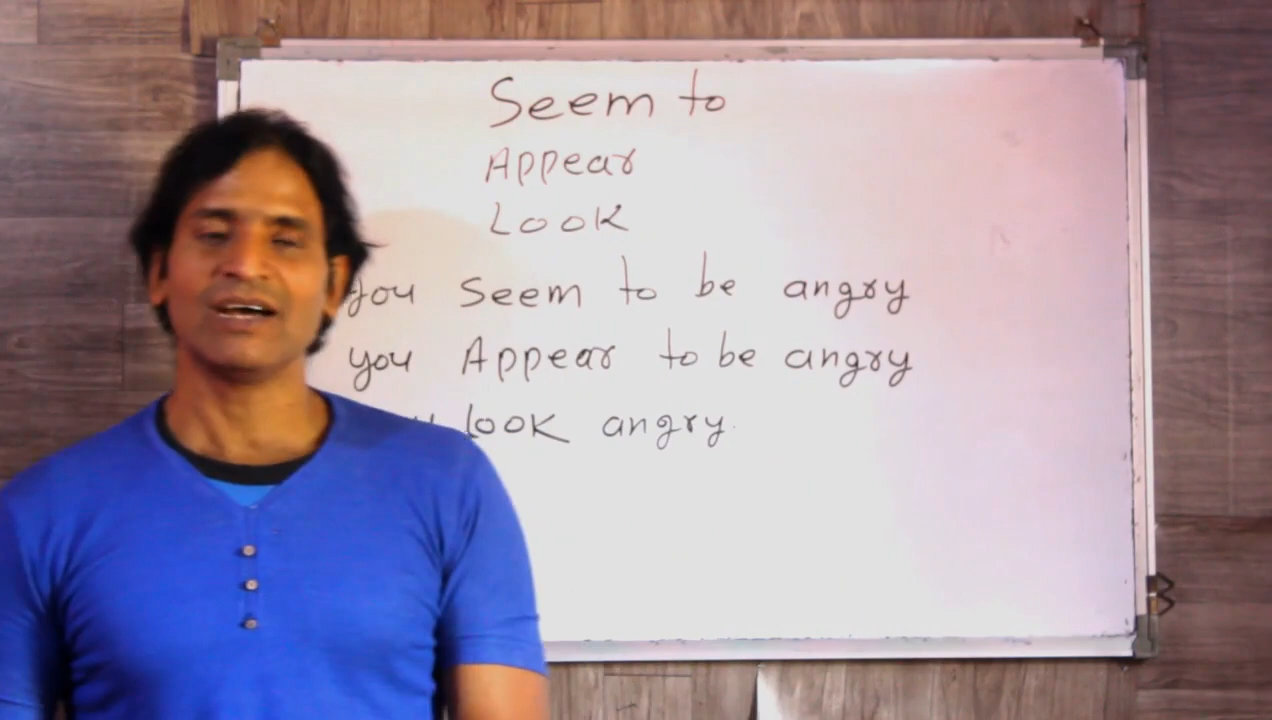 Seem to
Appear
Look
you seem to be angry
you Appear to be angry
look angry.